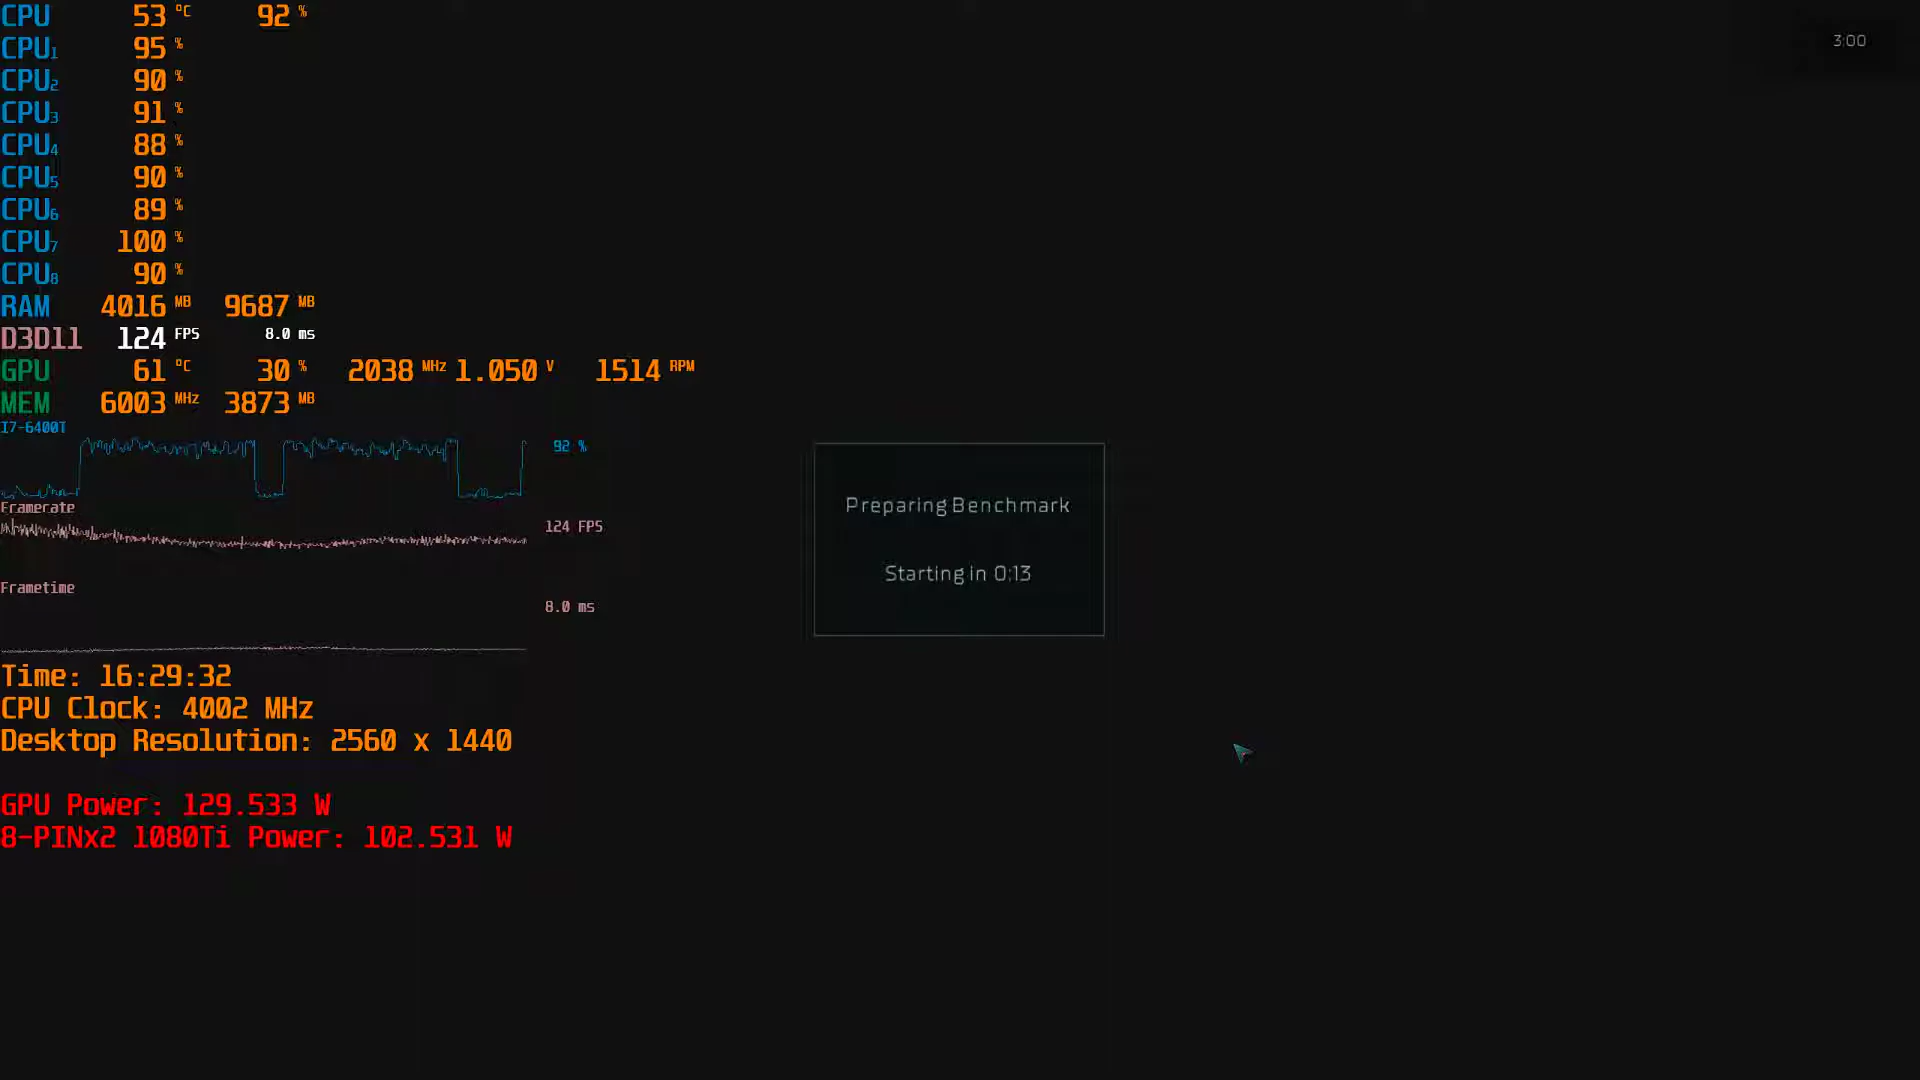 CPU 53 °C 92 %
3:00
CPU1 95 %
CPU2 90 %
CPU3 91 %
CPU4 88 %
CPU5 90 %
CPU6 89 %
CPU7 100 %
CPU8 90 %
RAM 4016 MB 9687 MB
D3D11 124 FPS 8.0 ms
GPU 61 °C 30 % 2038 MHz 1.050 V 1514 RPM
MEM 6003 MHz 3873 MB
I7-6400T
92 %
Framerate
124 FPS
Frametime
8.0 ms
Preparing Benchmark
Starting in 0:13
Time: 16:29:32
CPU Clock: 4002 MHz
Desktop Resolution: 2560 x 1440
GPU Power: 129.533 W
8-PINx2 1080Ti Power: 102.531 W